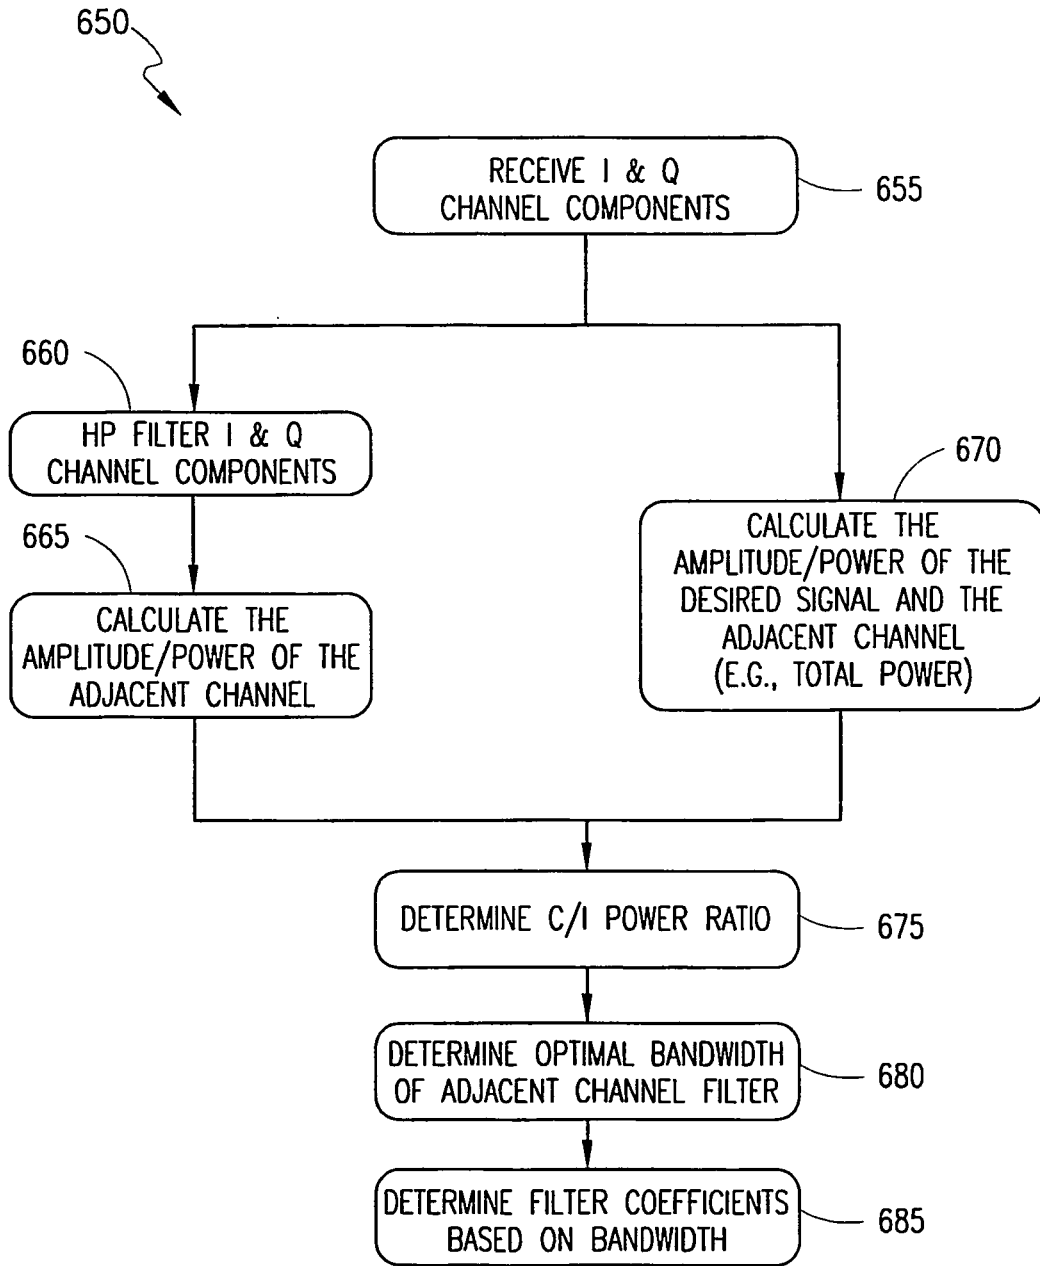 650
RECEIVE I & Q
CHANNEL COMPONENTS
655
660
HP FILTER I & Q
CHANNEL COMPONENTS
665
CALCULATE THE
AMPLITUDE/POWER OF THE
ADJACENT CHANNEL
670
CALCULATE THE
AMPLITUDE/POWER OF THE
DESIRED SIGNAL AND THE
ADJACENT CHANNEL
(E.G., TOTAL POWER)
DETERMINE C/I POWER RATIO
675
DETERMINE OPTIMAL BANDWIDTH
OF ADJACENT CHANNEL FILTER
680
DETERMINE FILTER COEFFICIENTS
BASED ON BANDWIDTH
685